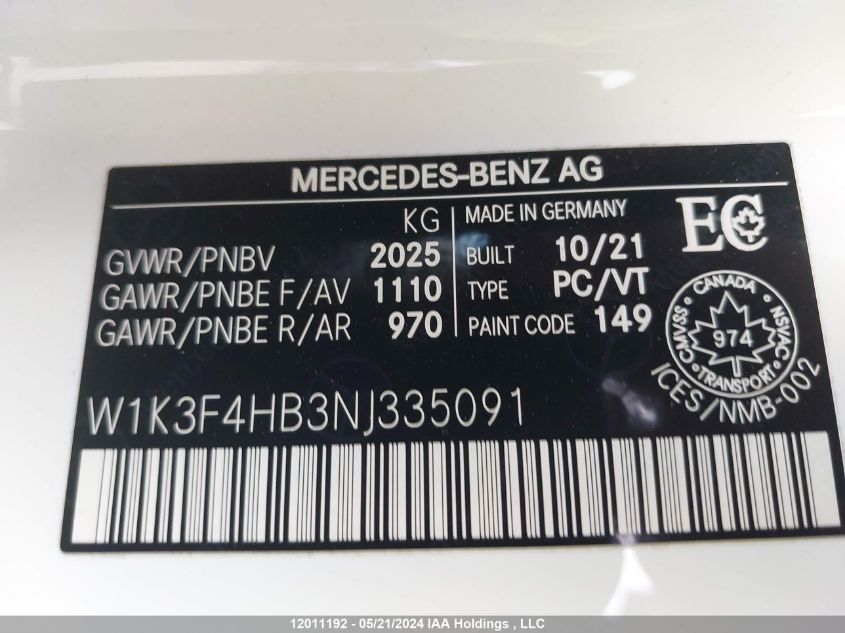 MERCEDES-BENZ AG
KG
GVWR/PNBV 2025
GAWR/PNBE F/AV 1110
GAWR/PNBE R/AR 970
MADE IN GERMANY
BUILT 10/21
TYPE PC/VT
PAINT CODE 149
EC
CANADA
CMVSS 974 NSVAC
TRANSPORT
ICES/NMB-002
W1K3F4HB3NJ335091
12011192 - 05/21/2024 IAA Holdings , LLC